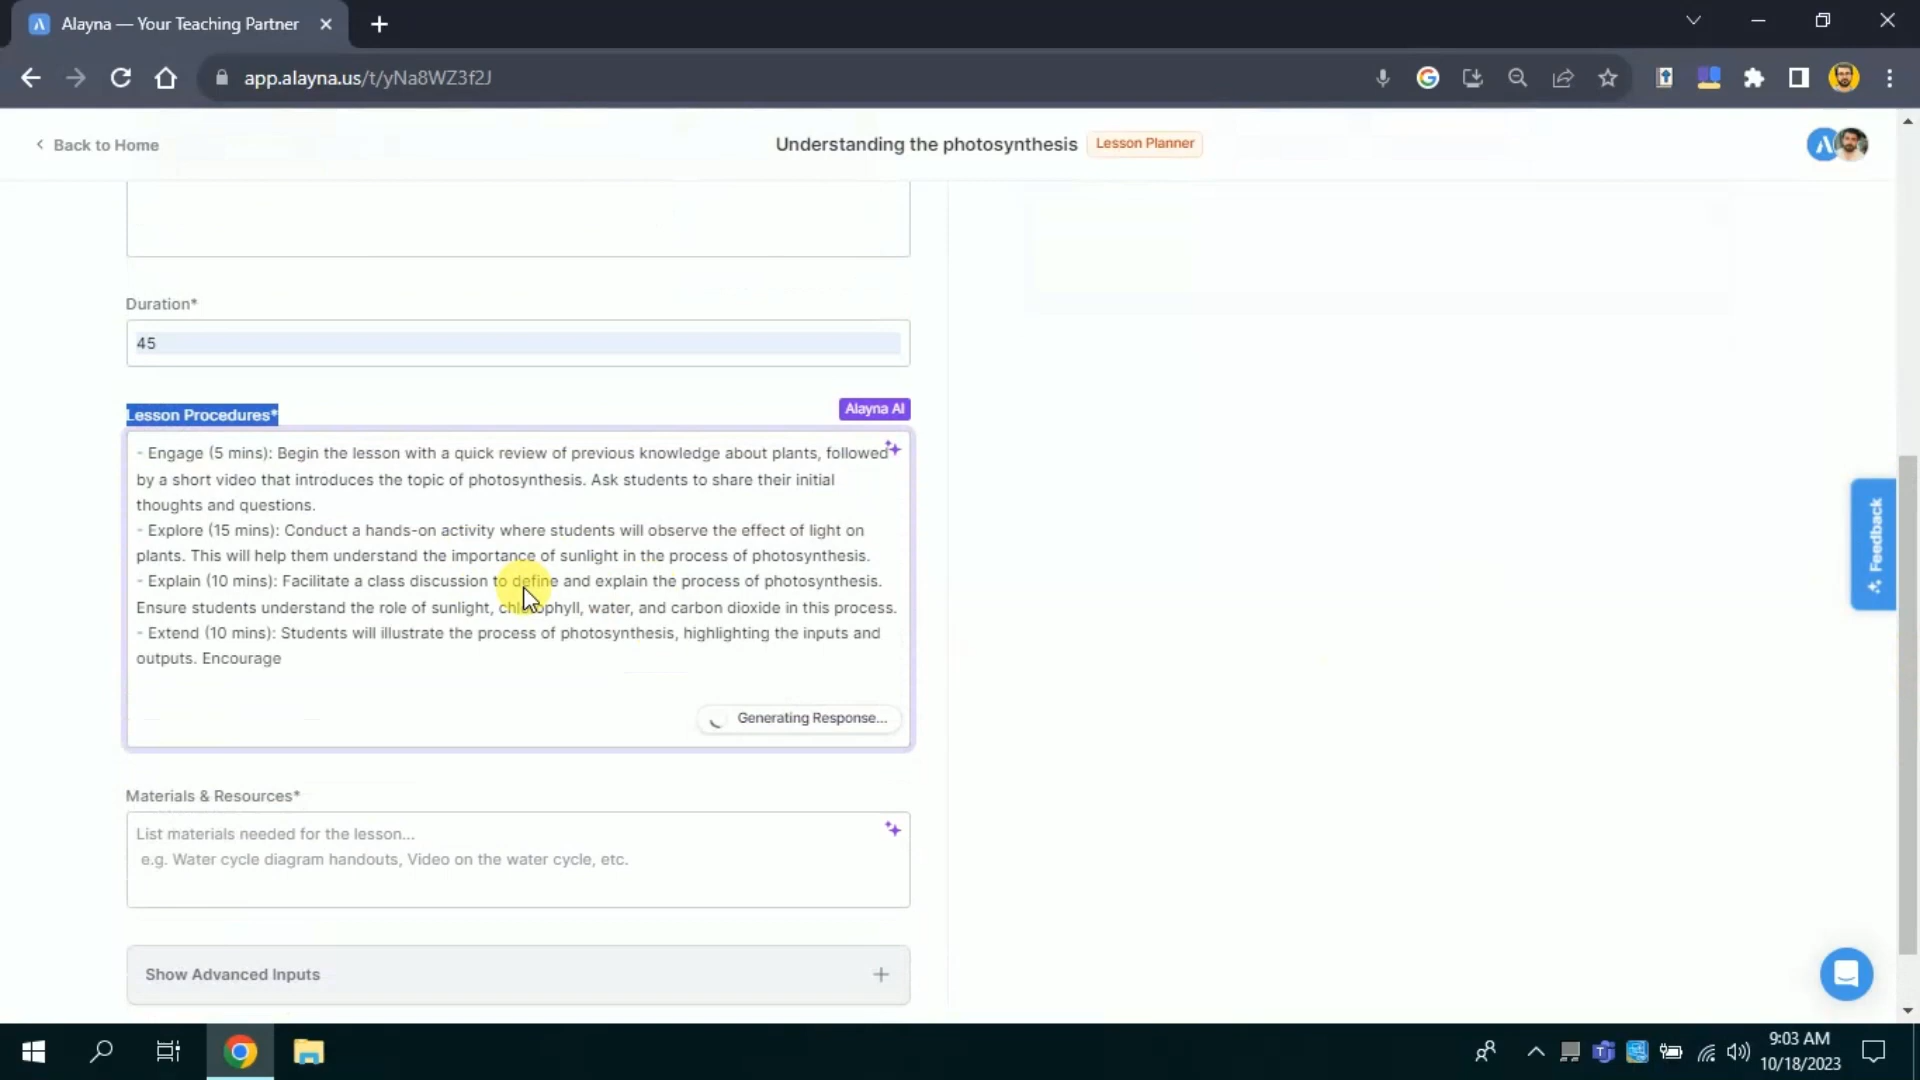 Alayna — Your Teaching Partner
app.alayna.us/t/yNa8WZ3f2J
Back to Home
Understanding the photosynthesis
Lesson Planner
Duration*
45
Lesson Procedures*
Alayna AI
- Engage (5 mins): Begin the lesson with a quick review of previous knowledge about plants, followed
by a short video that introduces the topic of photosynthesis. Ask students to share their initial
thoughts and questions.
- Explore (15 mins): Conduct a hands-on activity where students will observe the effect of light on
plants. This will help them understand the importance of sunlight in the process of photosynthesis.
- Explain (10 mins): Facilitate a class discussion to define and explain the process of photosynthesis.
Ensure students understand the role of sunlight, chlorophyll, water, and carbon dioxide in this process.
- Extend (10 mins): Students will illustrate the process of photosynthesis, highlighting the inputs and
outputs. Encourage
Generating Response...
Feedback
Materials & Resources*
List materials needed for the lesson...
e.g. Water cycle diagram handouts, Video on the water cycle, etc.
Show Advanced Inputs
9:03 AM
10/18/2023